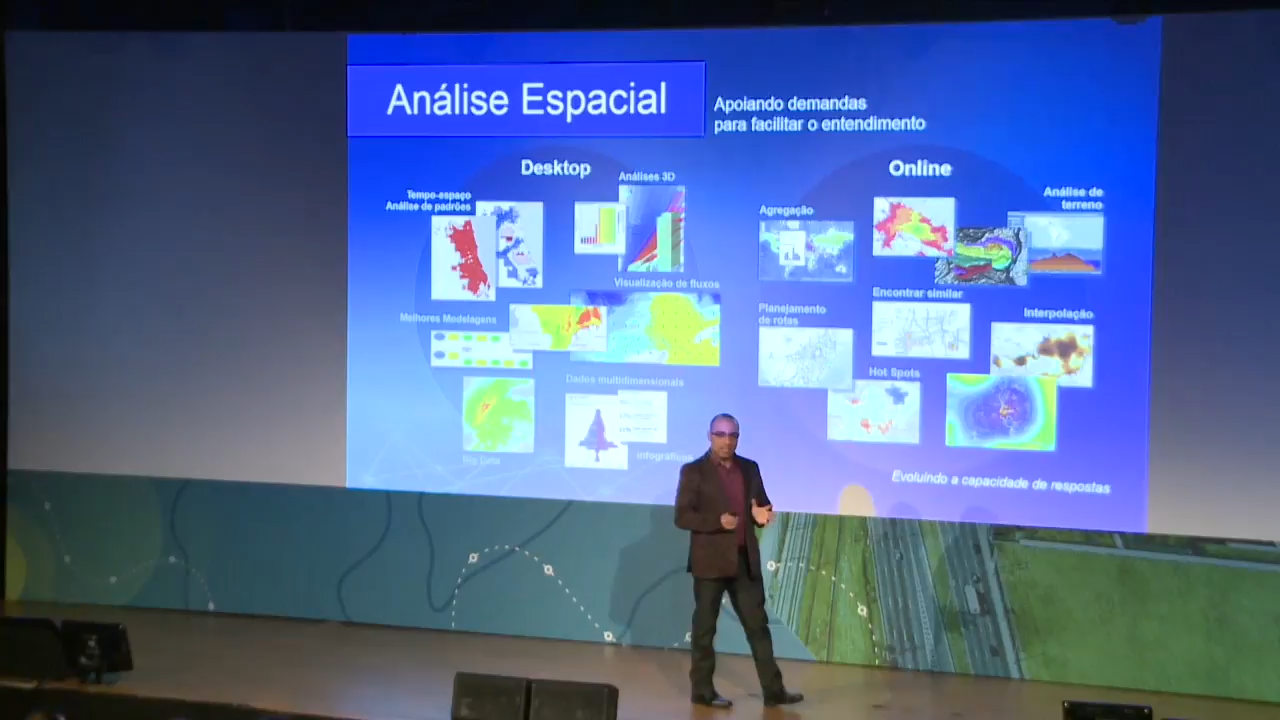 Análise Espacial
Apoiando demandas
para facilitar o entendimento
Desktop
Tempo-espaço
Análise de padrões
Análises 3D
Visualização de fluxos
Melhores Modelagens
Dados multidimensionais
Big Data
Infográficos
Online
Agregação
Análise de
terreno
Encontrar similar
Planejamento
de rotas
Interpolação
Hot Spots
Evoluindo a capacidade de respostas